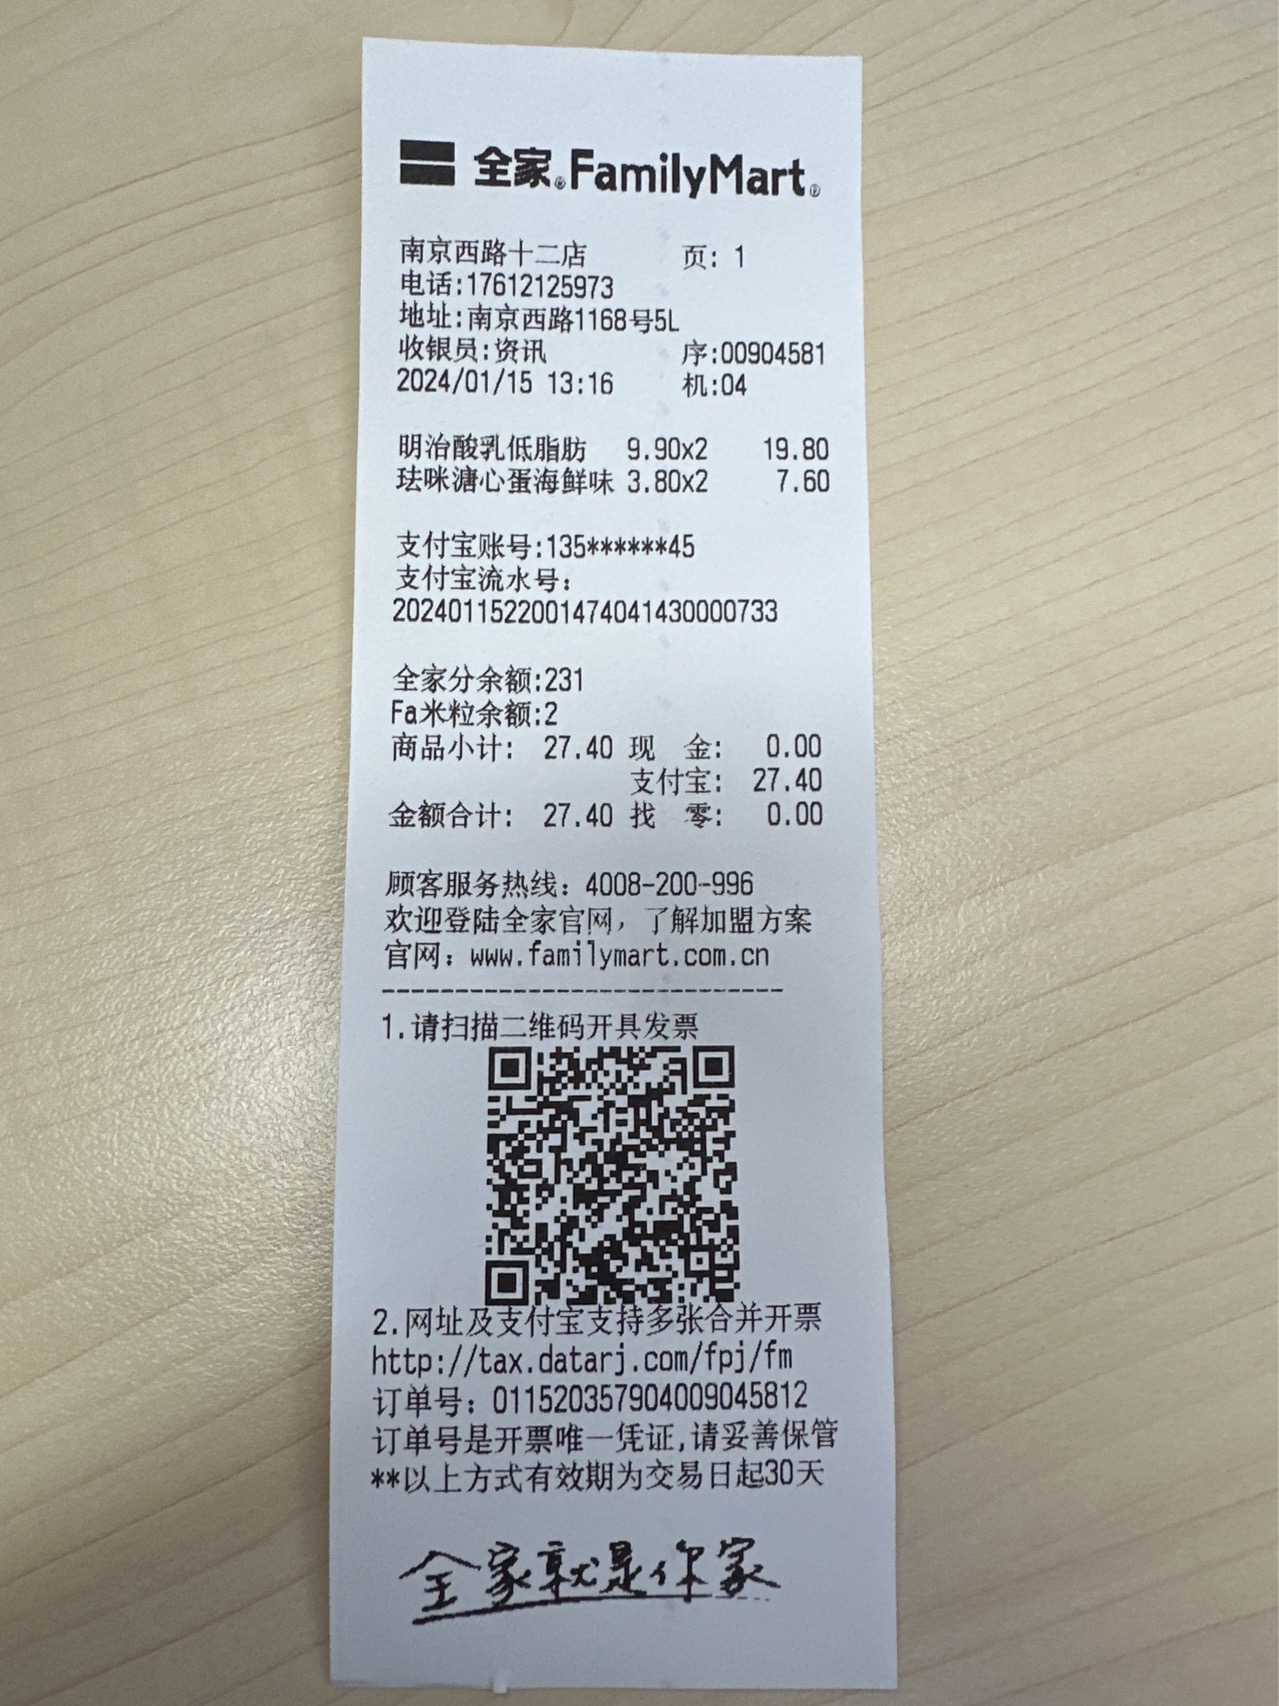 全家®FamilyMart®
南京西路十二店 页: 1
电话:17612125973
地址:南京西路1168号5L
收银员:资讯 序:00904581
2024/01/15 13:16 机:04
明治酸乳低脂肪 9.90x2 19.80
珐咪溏心蛋海鲜味 3.80x2 7.60
支付宝账号:135******45
支付宝流水号:
2024011522001474041430000733
全家分余额:231
Fa米粒余额:2
商品小计: 27.40 现 金: 0.00
支付宝: 27.40
金额合计: 27.40 找 零: 0.00
顾客服务热线: 4008-200-996
欢迎登陆全家官网,了解加盟方案
官网: www.familymart.com.cn
1.请扫描二维码开具发票
2.网址及支付宝支持多张合并开票
http://tax.datarj.com/fpj/fm
订单号: 011520357904009045812
订单号是开票唯一凭证,请妥善保管
**以上方式有效期为交易日起30天
全家就是你家